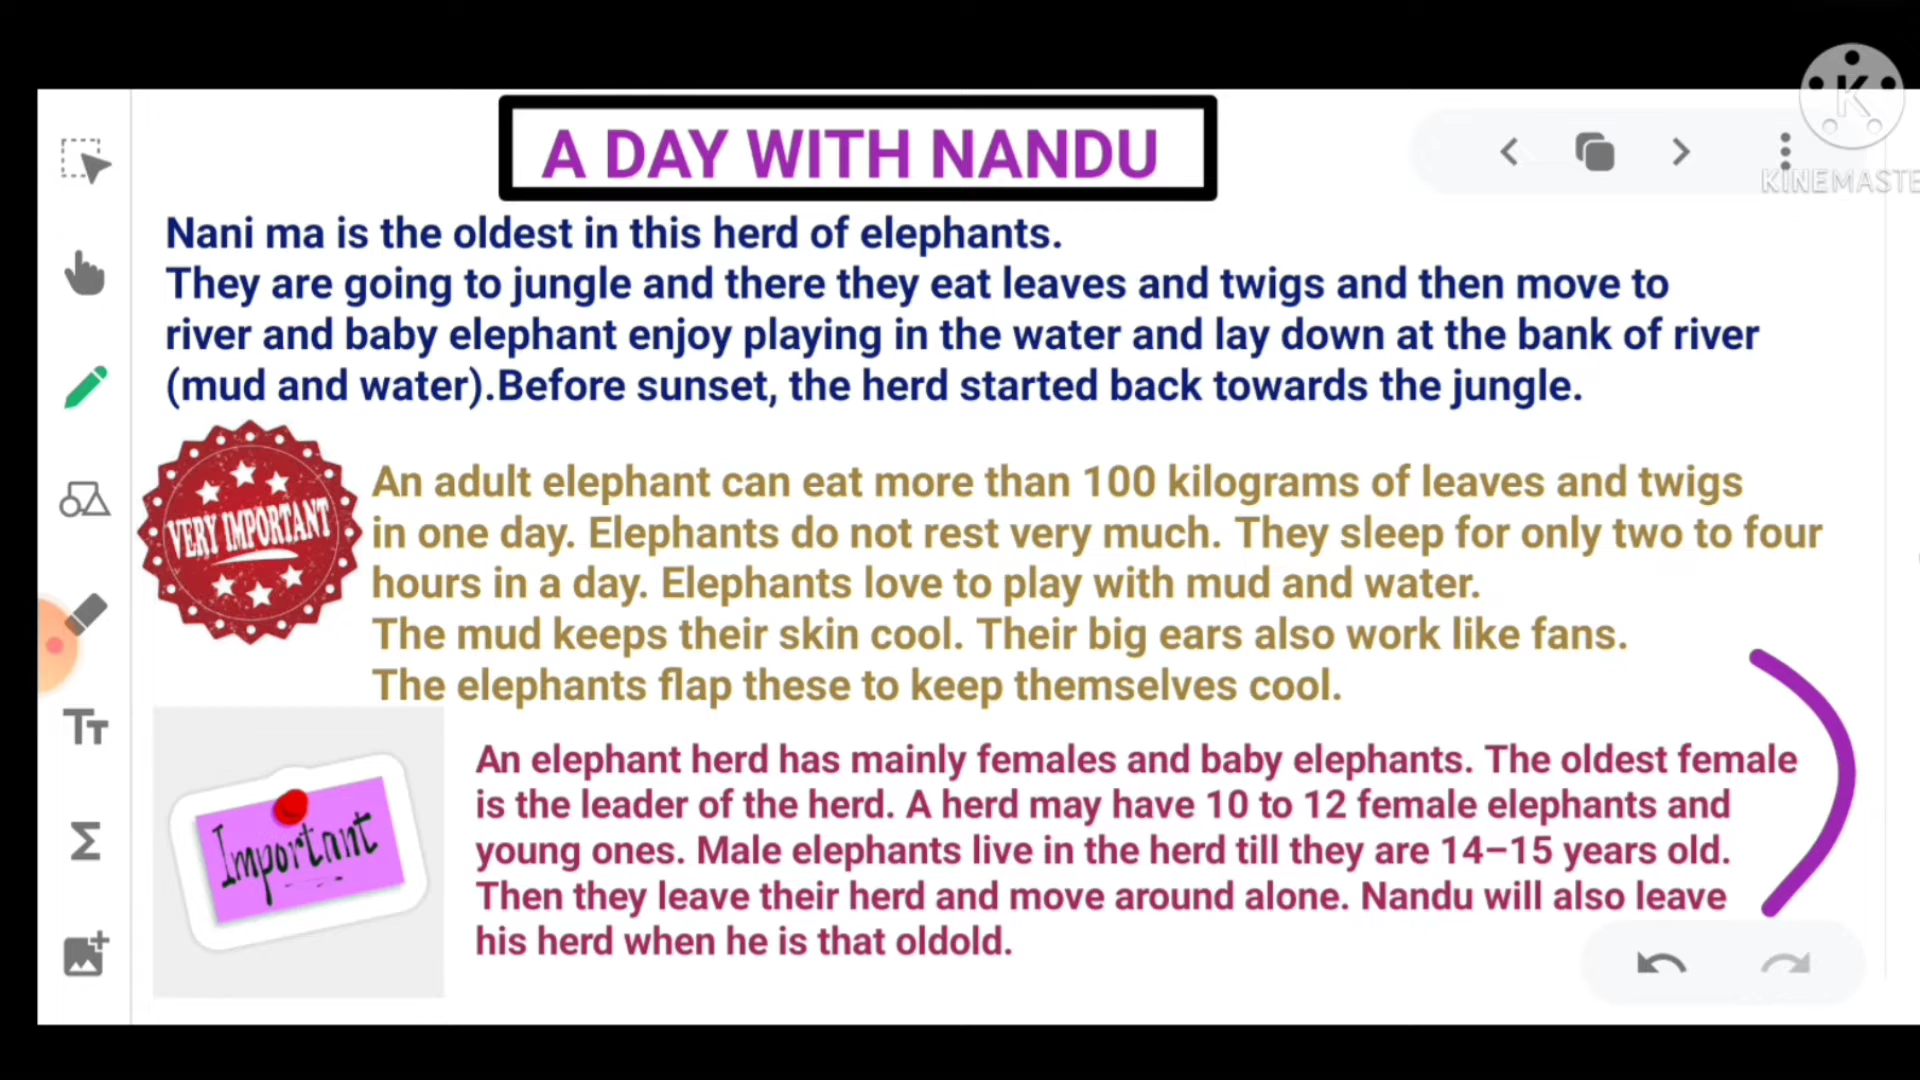 A DAY WITH NANDU
K
KINEMASTE
Nani ma is the oldest in this herd of elephants.
They are going to jungle and there they eat leaves and twigs and then move to
river and baby elephant enjoy playing in the water and lay down at the bank of river
(mud and water).Before sunset, the herd started back towards the jungle.
VERY IMPORTANT
An adult elephant can eat more than 100 kilograms of leaves and twigs
in one day. Elephants do not rest very much. They sleep for only two to four
hours in a day. Elephants love to play with mud and water.
The mud keeps their skin cool. Their big ears also work like fans.
The elephants flap these to keep themselves cool.
Important
An elephant herd has mainly females and baby elephants. The oldest female
is the leader of the herd. A herd may have 10 to 12 female elephants and
young ones. Male elephants live in the herd till they are 14–15 years old.
Then they leave their herd and move around alone. Nandu will also leave
his herd when he is that oldold.
TT
Σ